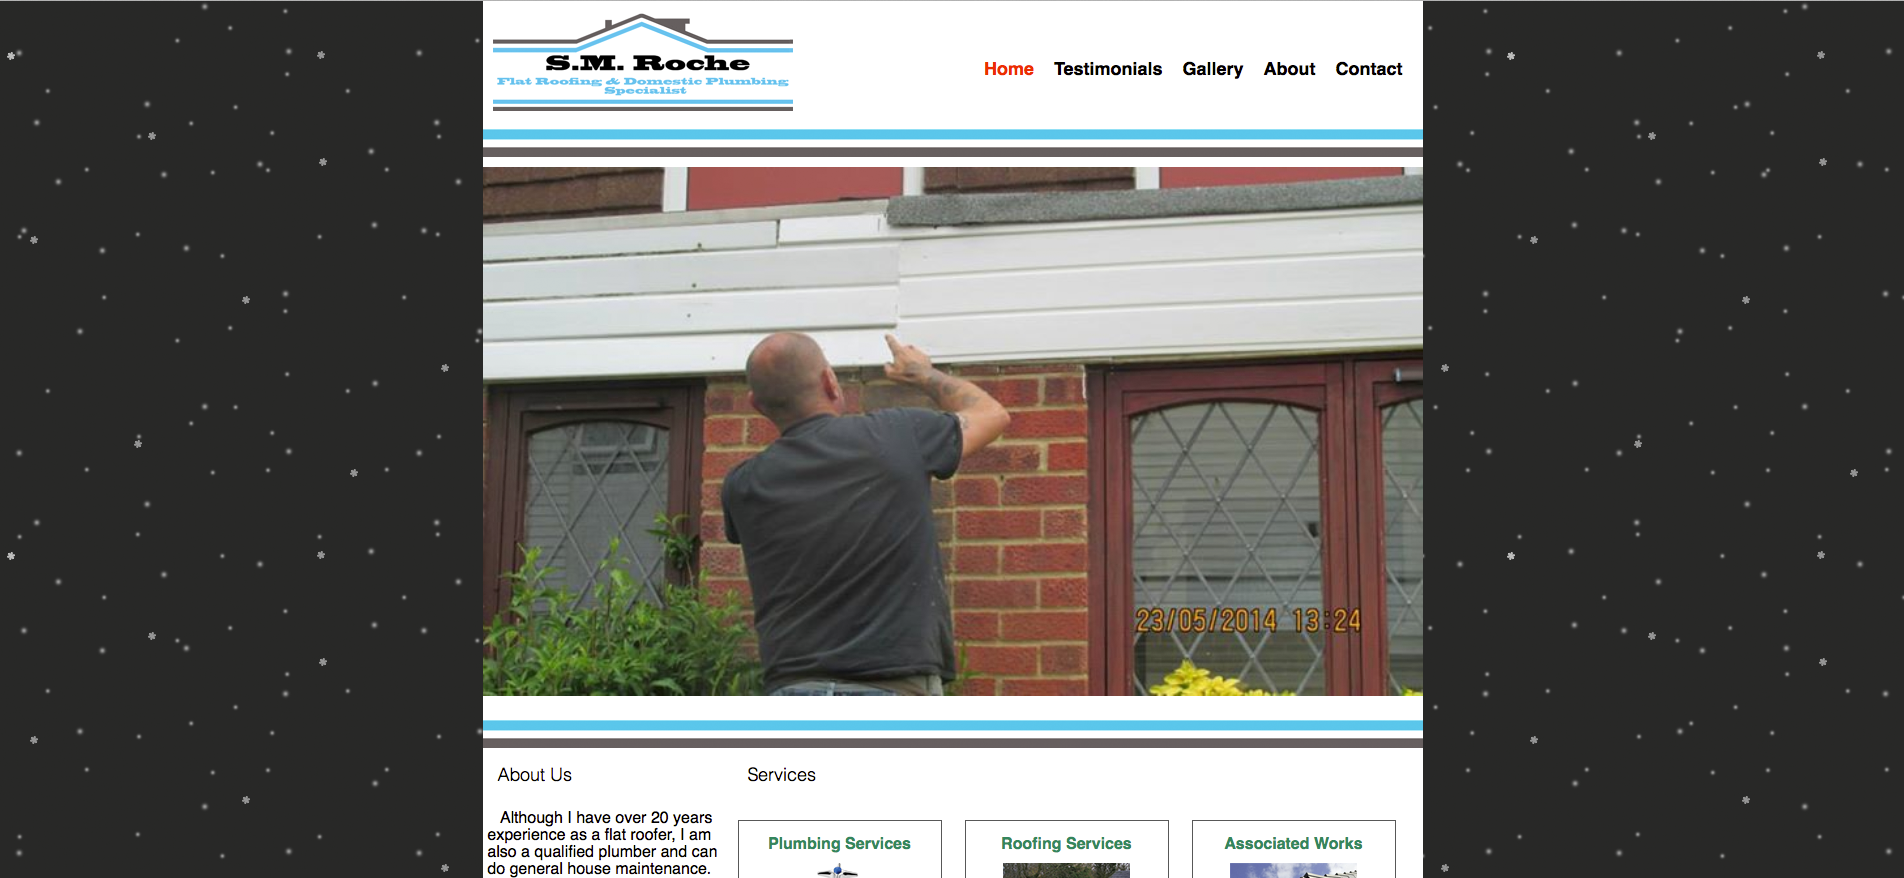 S.M. Roche
Flat Roofing & Domestic Plumbing
Specialist
Home Testimonials Gallery About Contact
23/05/2014 13:24
About Us
Although I have over 20 years
experience as a flat roofer, I am
also a qualified plumber and can
do general house maintenance.
Services
Plumbing Services
Roofing Services
Associated Works